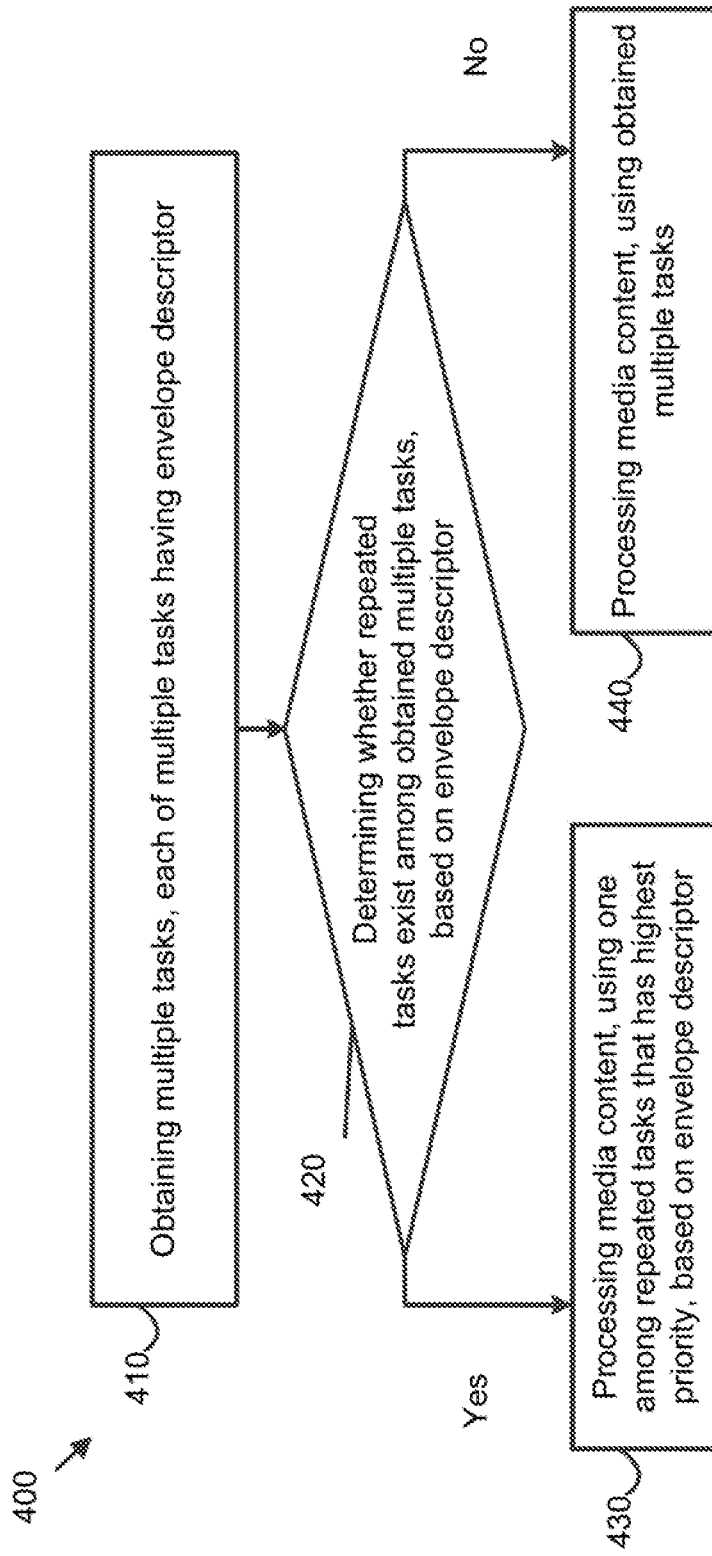 400
410
Obtaining multiple tasks, each of multiple tasks having envelope descriptor
420
Determining whether repeated
tasks exist among obtained multiple tasks,
based on envelope descriptor
Yes
No
430
Processing media content, using one
among repeated tasks that has highest
priority, based on envelope descriptor
440
Processing media content, using obtained
multiple tasks